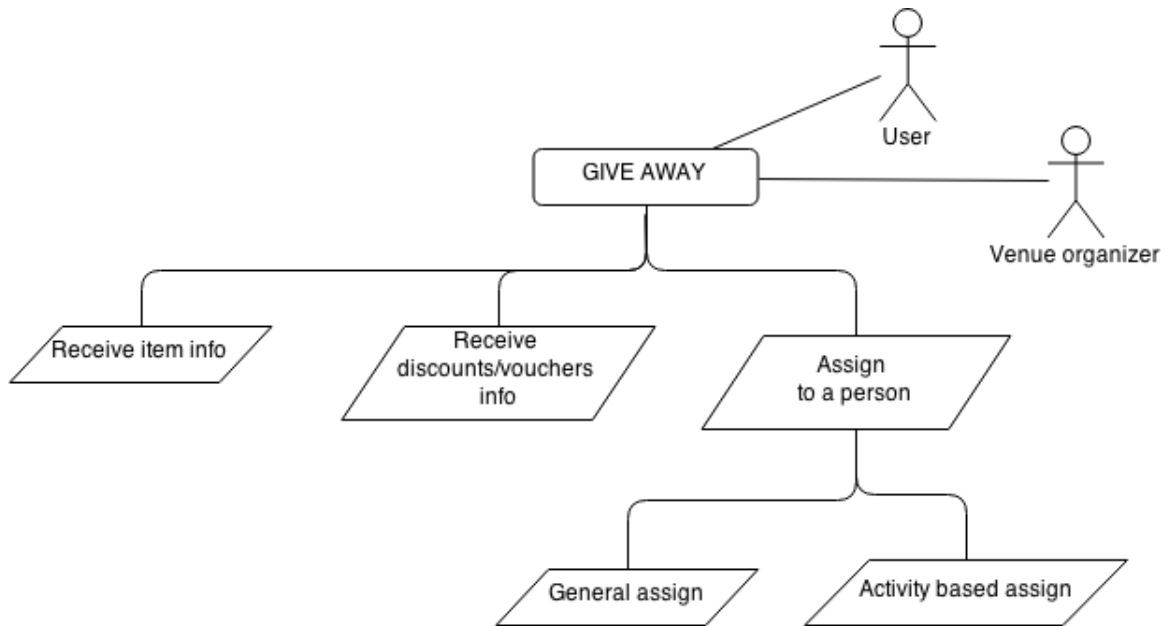 User
GIVE AWAY
Venue organizer
Receive item info
Receive
discounts/vouchers
info
Assign
to a person
General assign
Activity based assign